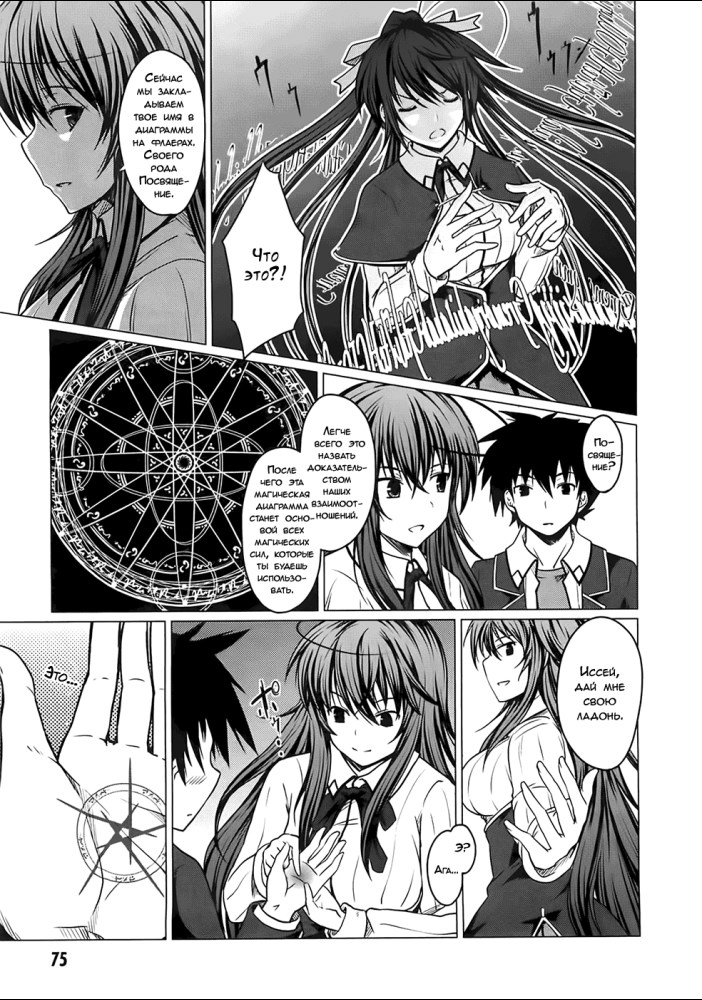 Что
это?!
Сейчас
мы закла-
дываем
твое имя в
диаграммы
на флаерах.
Своего
рода
Посвяще-
ние.
По-
свя-
щение?
Легче
всего это
назвать
доказатель-
ством
наших
взаимоот-
ношений.
После
чего эта
магическая
диаграмма
станет осно-
вой всех
магических
сил, которые
ты будешь
использо-
вать.
Иссей,
дай мне
свою
ладонь.
Э?
Ага...
Это...
75